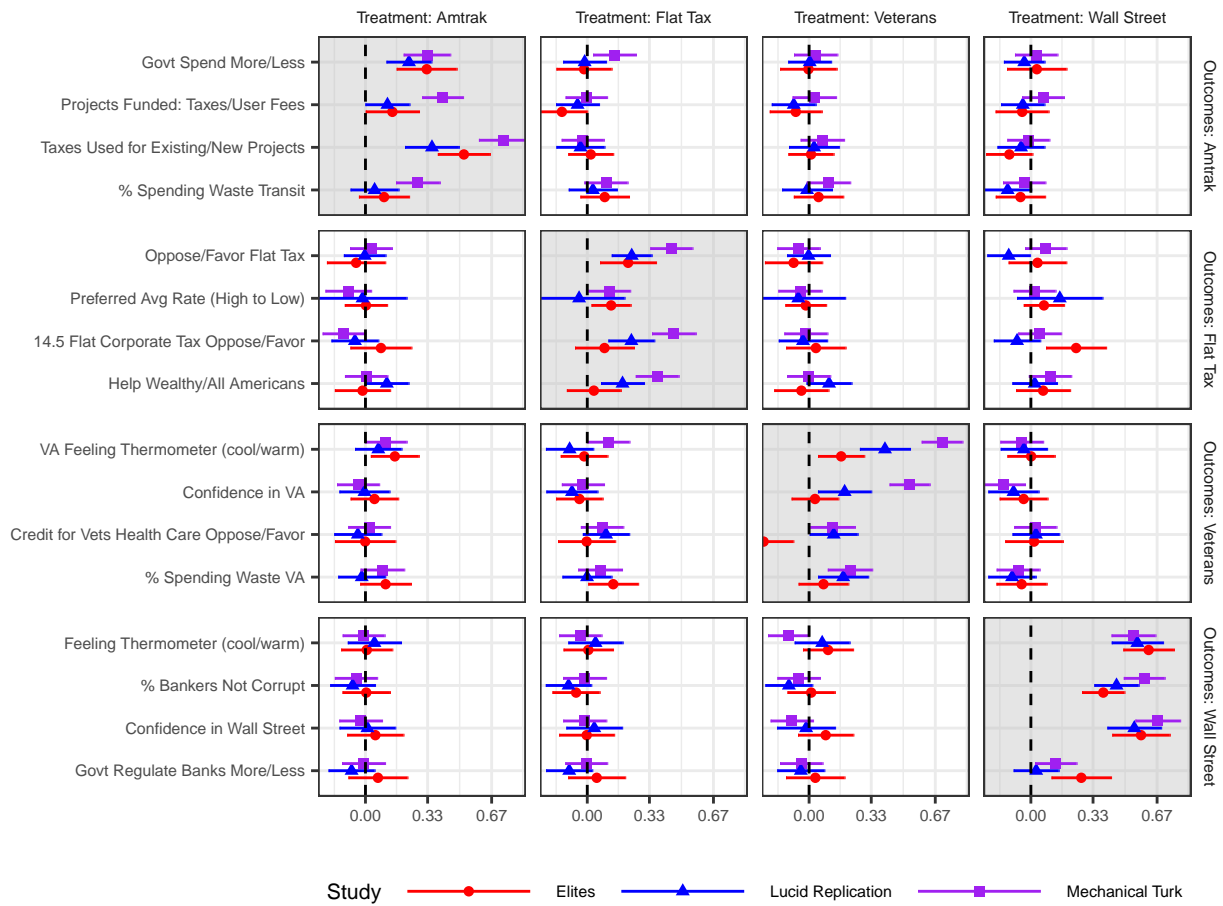 Treatment: Amtrak Treatment: Flat Tax Treatment: Veterans Treatment: Wall Street
Govt Spend More/Less
Projects Funded: Taxes/User Fees
Taxes Used for Existing/New Projects
% Spending Waste Transit
Outcomes: Amtrak
Oppose/Favor Flat Tax
Preferred Avg Rate (High to Low)
14.5 Flat Corporate Tax Oppose/Favor
Help Wealthy/All Americans
Outcomes: Flat Tax
VA Feeling Thermometer (cool/warm)
Confidence in VA
Credit for Vets Health Care Oppose/Favor
% Spending Waste VA
Outcomes: Veterans
Feeling Thermometer (cool/warm)
% Bankers Not Corrupt
Confidence in Wall Street
Govt Regulate Banks More/Less
Outcomes: Wall Street
0.00 0.33 0.67 0.00 0.33 0.67 0.00 0.33 0.67 0.00 0.33 0.67
Study Elites Lucid Replication Mechanical Turk